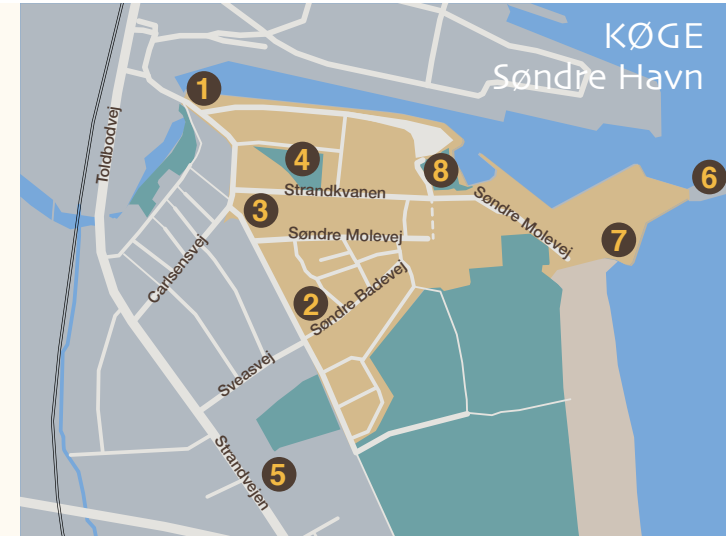 KØGE
Søndre Havn
1
Toldbodvej
4
8
6
Strandkvanen
Søndre Molevej
3
Søndre Molevej
7
Carlsensvej
2
Søndre Badevej
Sveasvej
Strandvejen
5